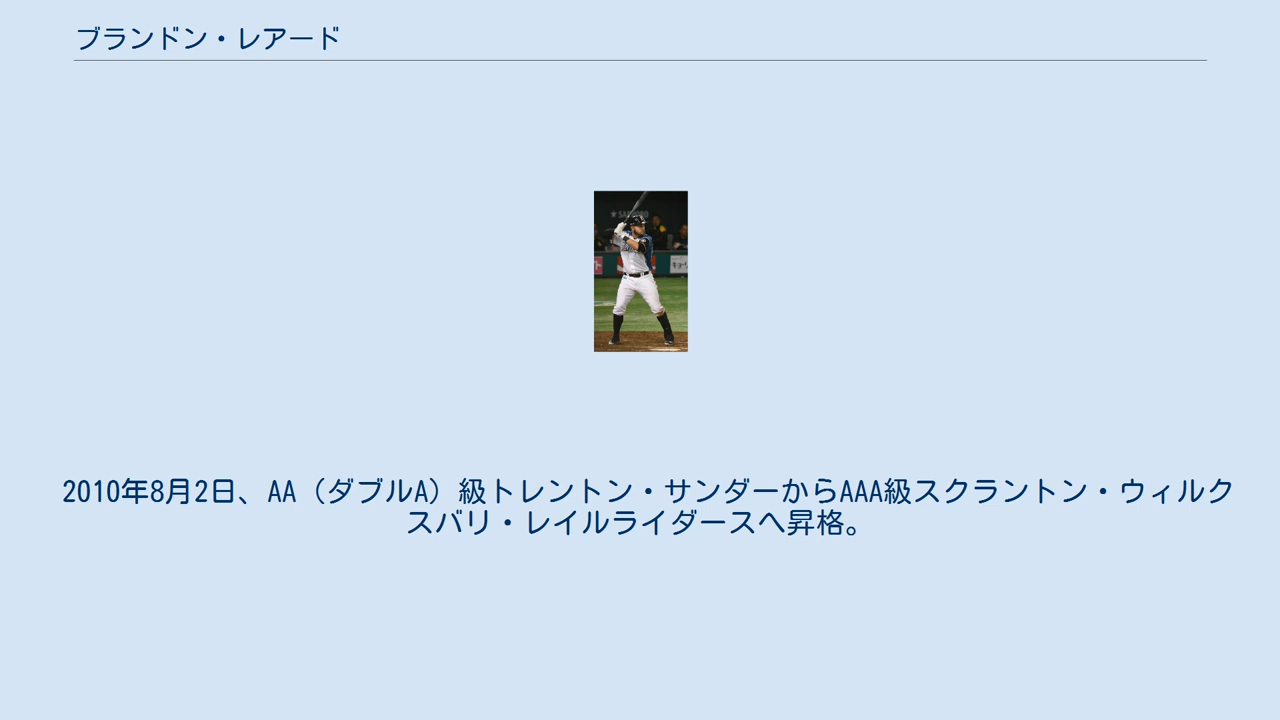 ブランドン・レアード
2010年8月2日、AA（ダブルA）級トレントン・サンダーからAAA級スクラントン・ウィルク
スバリ・レイルライダースへ昇格。